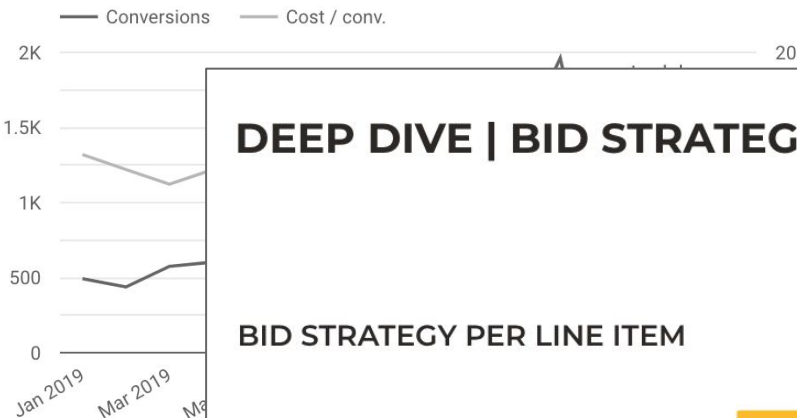 Conversions Cost / conv.
2K 20
DEEP DIVE | BID STRATEG
1.5K
1K
500
BID STRATEGY PER LINE ITEM
0
Jan 2019 Mar 2019 Ma